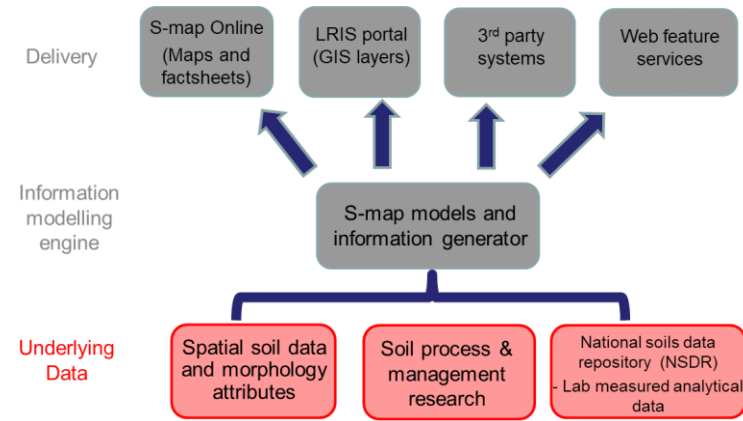 Delivery
S-map Online
(Maps and
factsheets)
LRIS portal
(GIS layers)
3rd party
systems
Web feature
services
Information
modelling
engine
S-map models and
information generator
Underlying
Data
Spatial soil data
and morphology
attributes
Soil process &
management
research
National soils data
repository (NSDR)
- Lab measured analytical
data